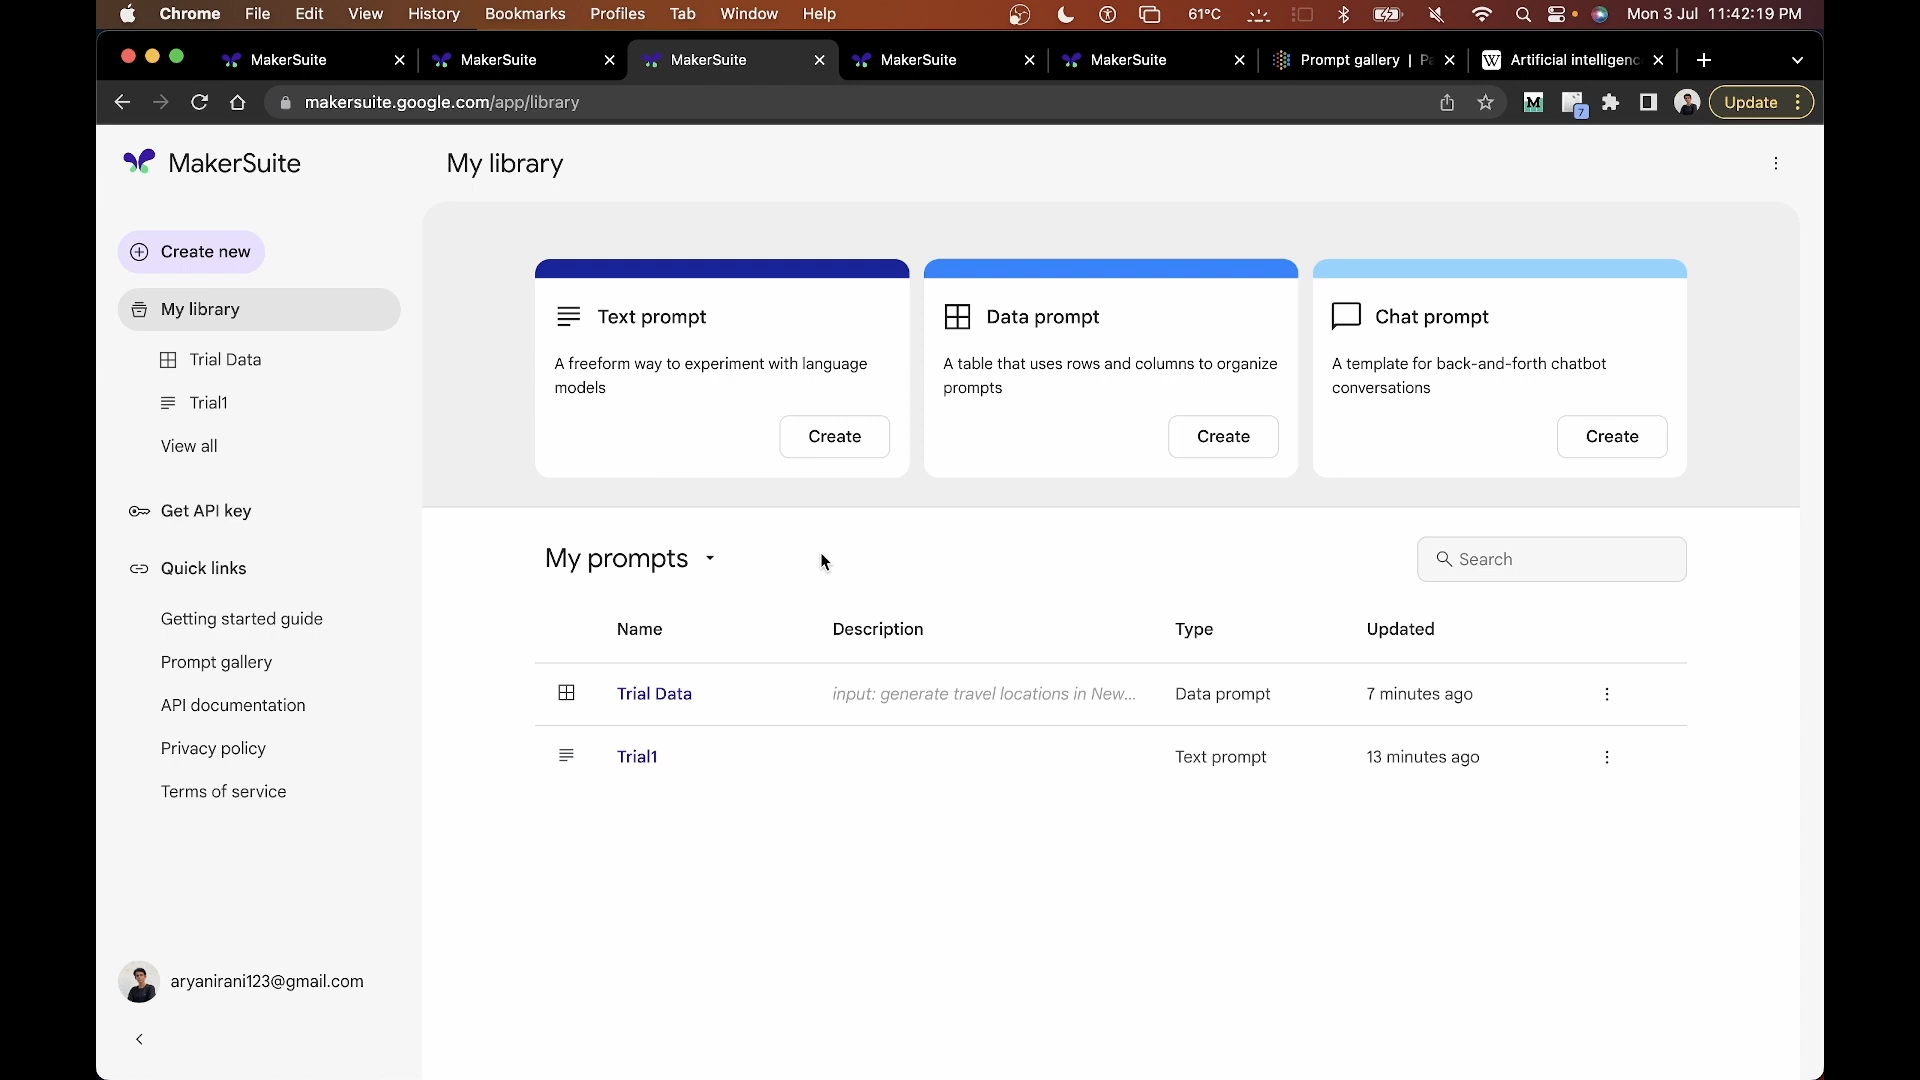 Chrome File Edit View History Bookmarks Profiles Tab Window Help 61°C Mon 3 Jul 11:42:19 PM
MakerSuite MakerSuite MakerSuite MakerSuite MakerSuite Prompt gallery | Pa Artificial intelligenc
makersuite.google.com/app/library M 7 Update
MakerSuite
My library
Create new
My library
Trial Data
Trial1
View all
Get API key
Quick links
Getting started guide
Prompt gallery
API documentation
Privacy policy
Terms of service
aryanirani123@gmail.com
Text prompt
A freeform way to experiment with language
models
Create
Data prompt
A table that uses rows and columns to organize
prompts
Create
Chat prompt
A template for back-and-forth chatbot
conversations
Create
My prompts
Search
Name Description Type Updated
Trial Data input: generate travel locations in New... Data prompt 7 minutes ago
Trial1 Text prompt 13 minutes ago